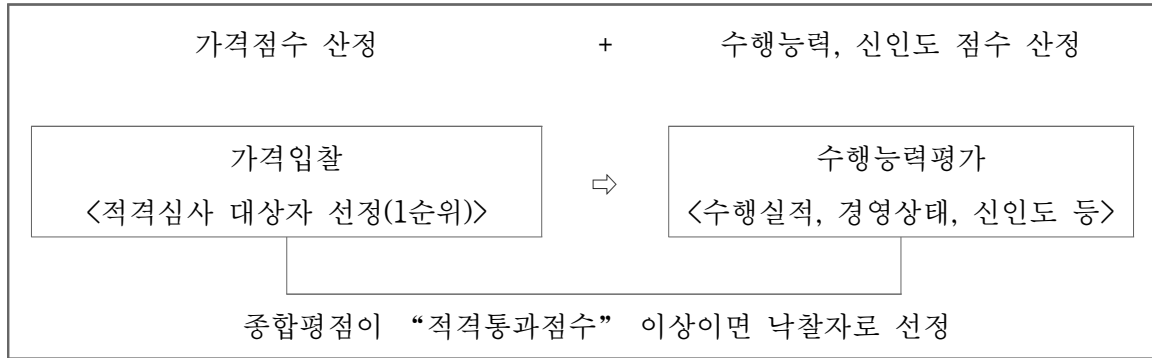 가격점수 산정 + 수행능력, 신인도 점수 산정
가격입찰 ⇨ 수행능력평가
<적격심사 대상자 선정(1순위)> <수행실적, 경영상태, 신인도 등>
종합평점이 “적격통과점수” 이상이면 낙찰자로 선정